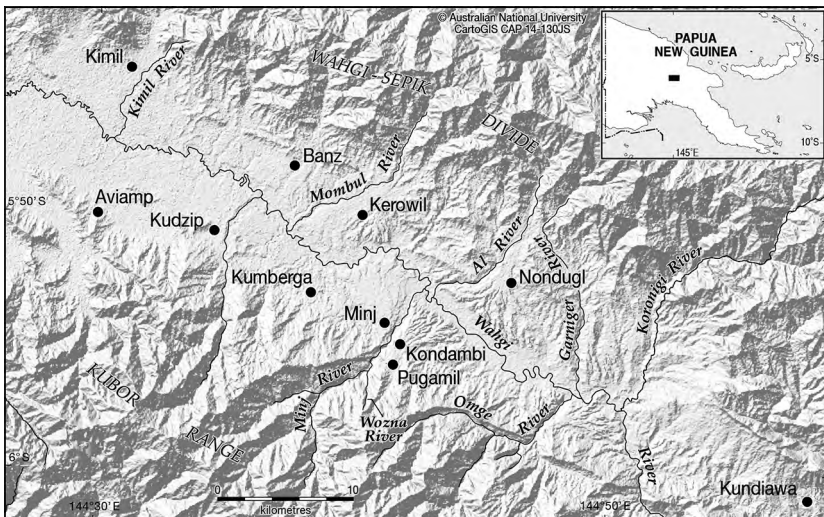 © Australian National University
CartoGIS CAP 14-130JS
PAPUA
NEW GUINEA
5°S
10°S
145°E
Kimil
Kimil River
WAHGI - SEPIK
DIVIDE
Banz
Mombul River
5°50'S
Aviamp
Kudzip
Kerowil
Al River
River
Garniger
Nondugl
Koronigi River
Kumberga
Minj
Wahgi
Kondambi
Pugamil
KUBOR
RANGE
River
Minj
Wozna
River
Omge
River
River
6°S
144°30'E
0
10
kilometres
144°50'E
Kundiawa